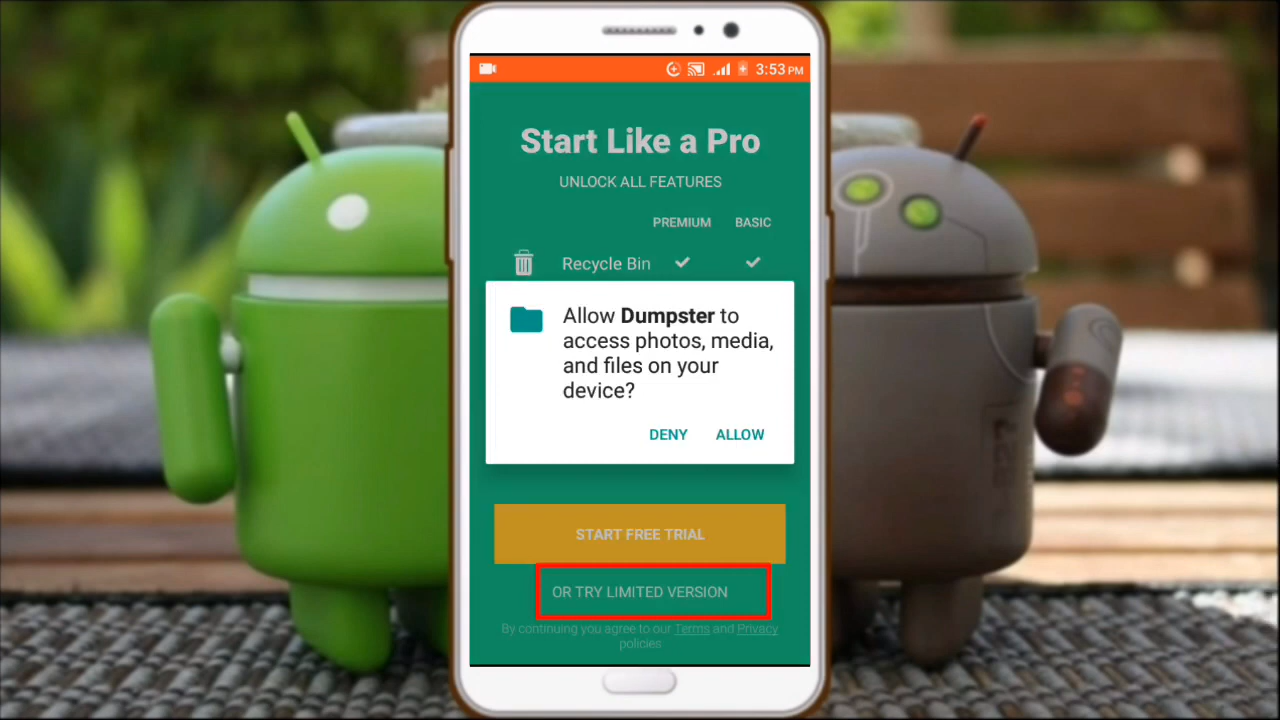 3:53 PM
Start Like a Pro
UNLOCK ALL FEATURES
PREMIUM BASIC
Recycle Bin
Allow Dumpster to
access photos, media,
and files on your
device?
DENY ALLOW
START FREE TRIAL
OR TRY LIMITED VERSION
By continuing you agree to our Terms and Privacy
policies